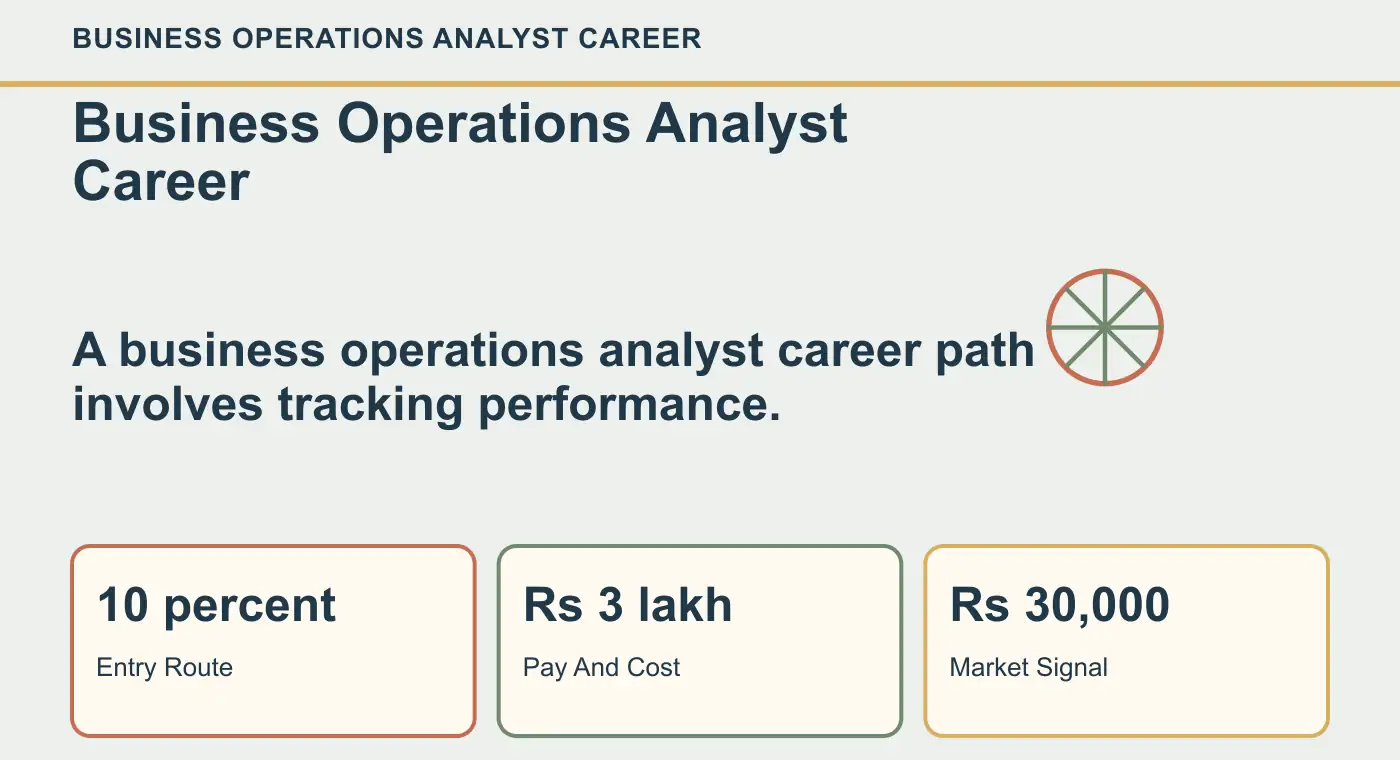 BUSINESS OPERATIONS ANALYST CAREER
Business Operations Analyst
Career
A business operations analyst career path
involves tracking performance.
10 percent
Entry Route
Rs 3 lakh
Pay And Cost
Rs 30,000
Market Signal